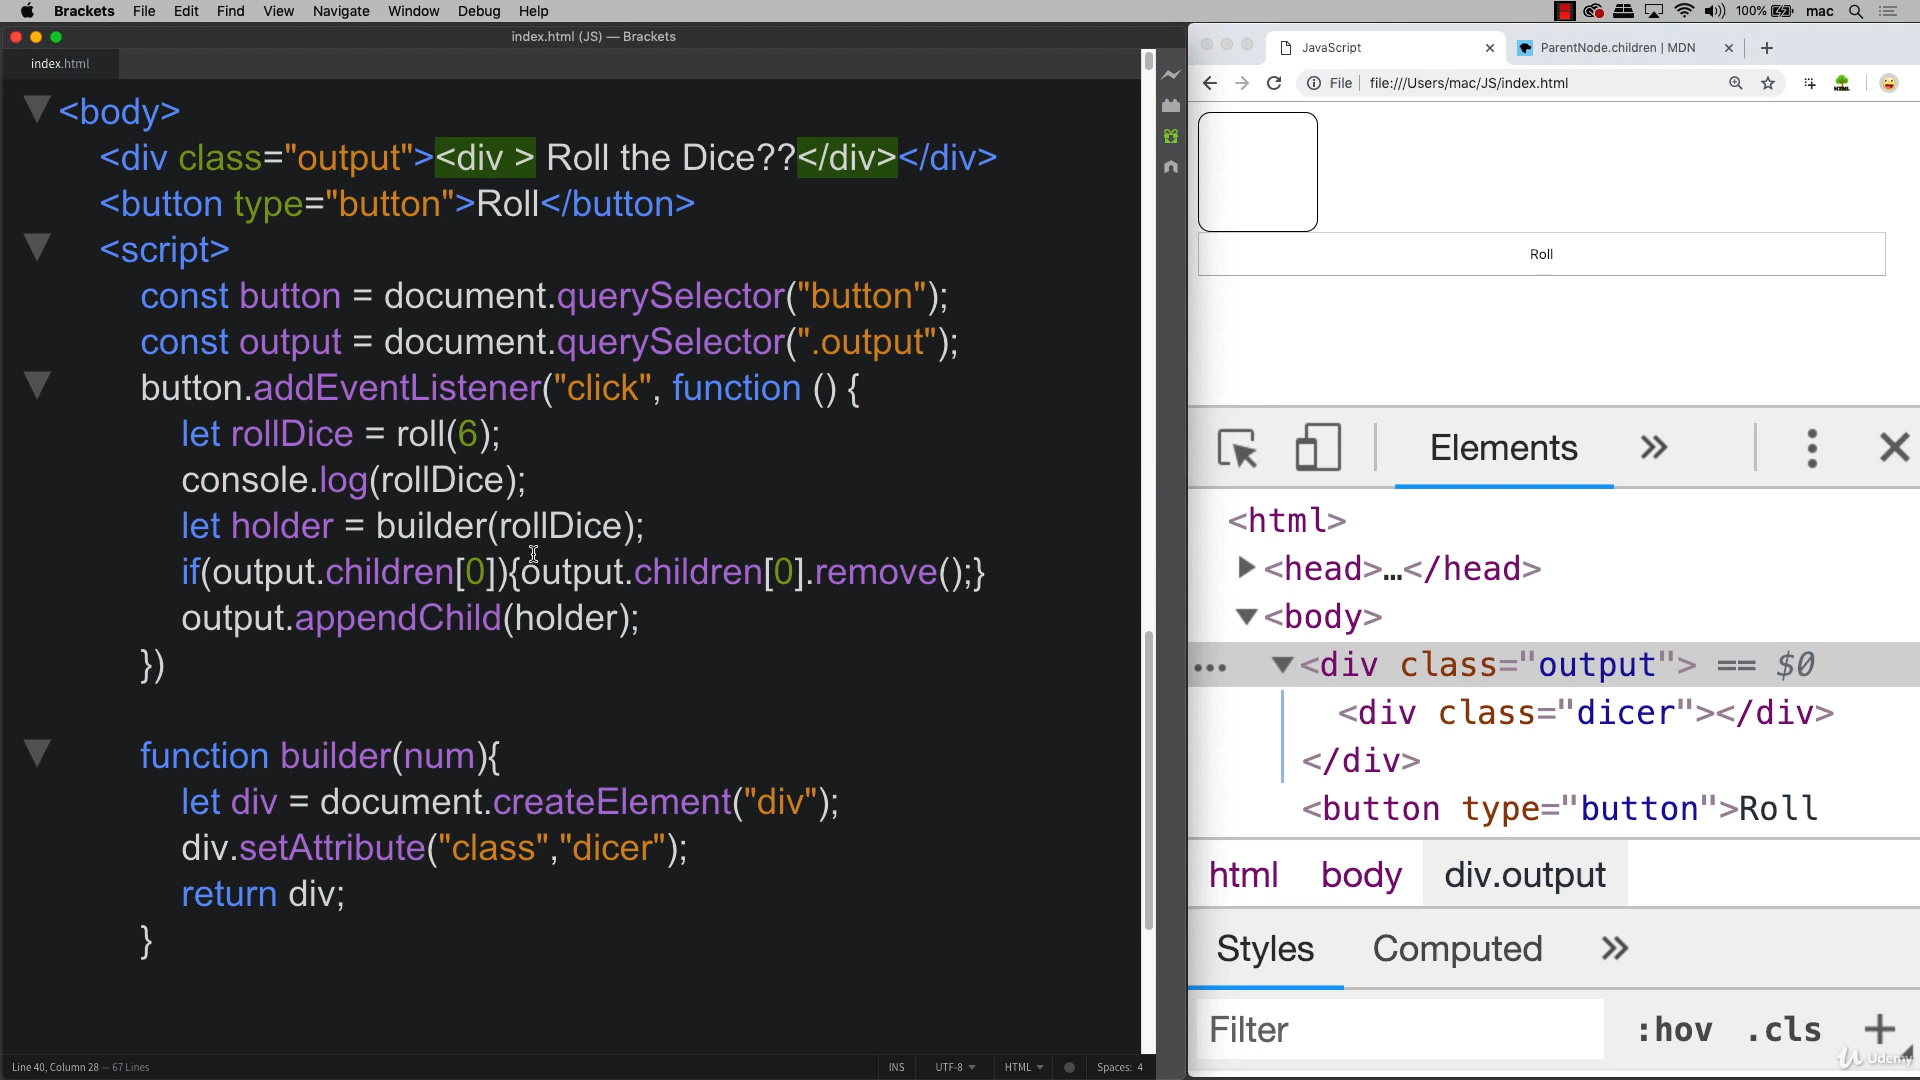 Brackets File Edit Find View Navigate Window Debug Help 100% mac
index.html (JS) — Brackets
index.html
<body>
<div class="output"><div > Roll the Dice??</div></div>
<button type="button">Roll</button>
<script>
const button = document.querySelector("button");
const output = document.querySelector(".output");
button.addEventListener("click", function () {
let rollDice = roll(6);
console.log(rollDice);
let holder = builder(rollDice);
if(output.children[0]){output.children[0].remove();}
output.appendChild(holder);
})
function builder(num){
let div = document.createElement("div");
div.setAttribute("class","dicer");
return div;
}
Line 40, Column 28 — 67 Lines
INS UTF-8 HTML Spaces: 4
JavaScript ParentNode.children | MDN
File file:///Users/mac/JS/index.html
Roll
Elements
<html>
<head>…</head>
<body>
<div class="output"> == $0
<div class="dicer"></div>
</div>
<button type="button">Roll
html body div.output
Styles Computed
Filter :hov .cls
Udemy